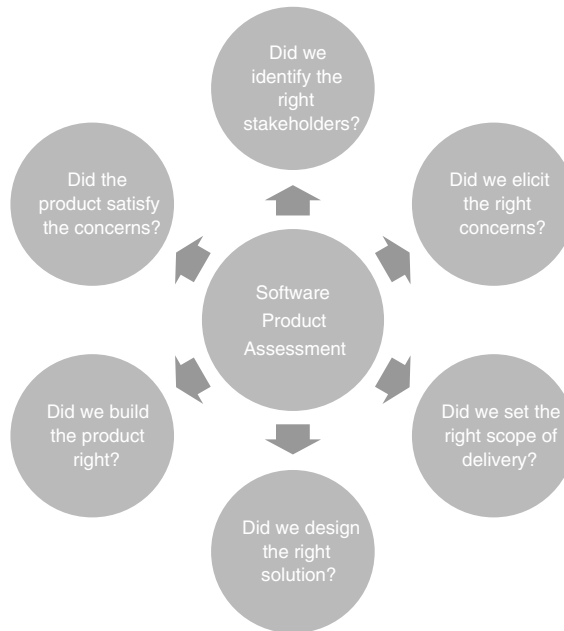 Did we
identify the
right
stakeholders?
Did the
product satisfy
the concerns?
Did we elicit
the right
concerns?
Software
Product
Assessment
Did we build
the product
right?
Did we set the
right scope of
delivery?
Did we design
the right
solution?